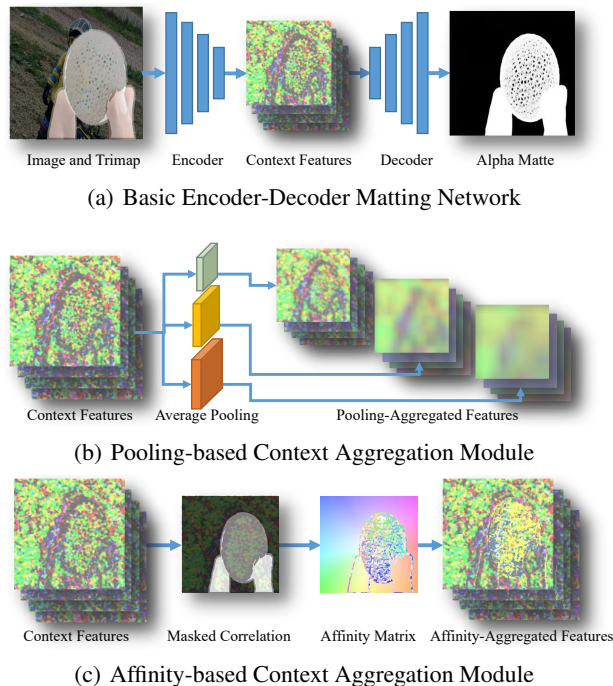 Image and Trimap Encoder Context Features Decoder Alpha Matte
(a) Basic Encoder-Decoder Matting Network
Context Features Average Pooling Pooling-Aggregated Features
(b) Pooling-based Context Aggregation Module
Context Features Masked Correlation Affinity Matrix Affinity-Aggregated Features
(c) Affinity-based Context Aggregation Module